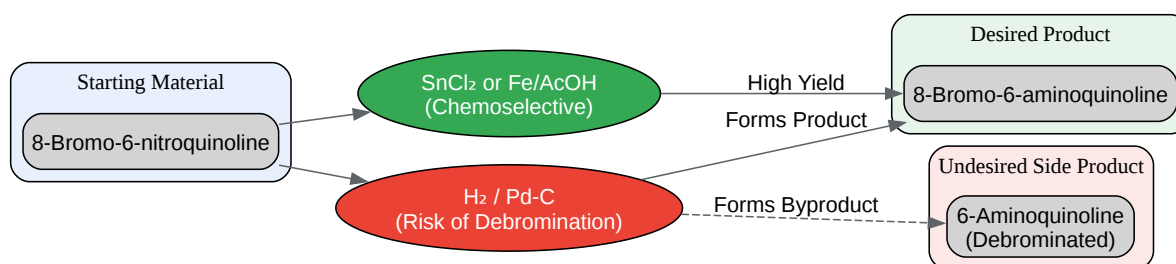 Starting Material
8-Bromo-6-nitroquinoline
SnCl₂ or Fe/AcOH
(Chemoselective)
H₂ / Pd-C
(Risk of Debromination)
High Yield
Forms Product
Forms Byproduct
Desired Product
8-Bromo-6-aminoquinoline
Undesired Side Product
6-Aminoquinoline
(Debrominated)